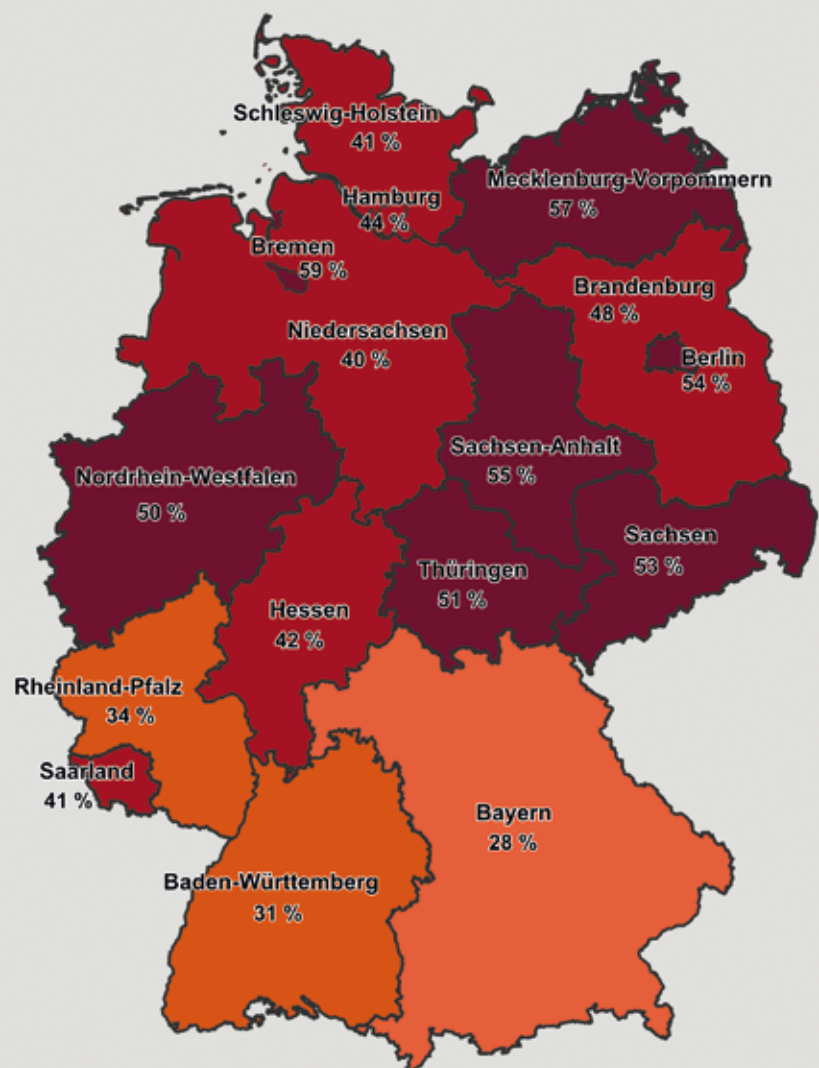 Schleswig-Holstein
41 %
Mecklenburg-Vorpommern
57 %
Hamburg
44 %
Bremen
59 %
Brandenburg
48 %
Niedersachsen
40 %
Berlin
54 %
Sachsen-Anhalt
55 %
Nordrhein-Westfalen
50 %
Sachsen
53 %
Thüringen
51 %
Hessen
42 %
Rheinland-Pfalz
34 %
Saarland
41 %
Bayern
28 %
Baden-Württemberg
31 %